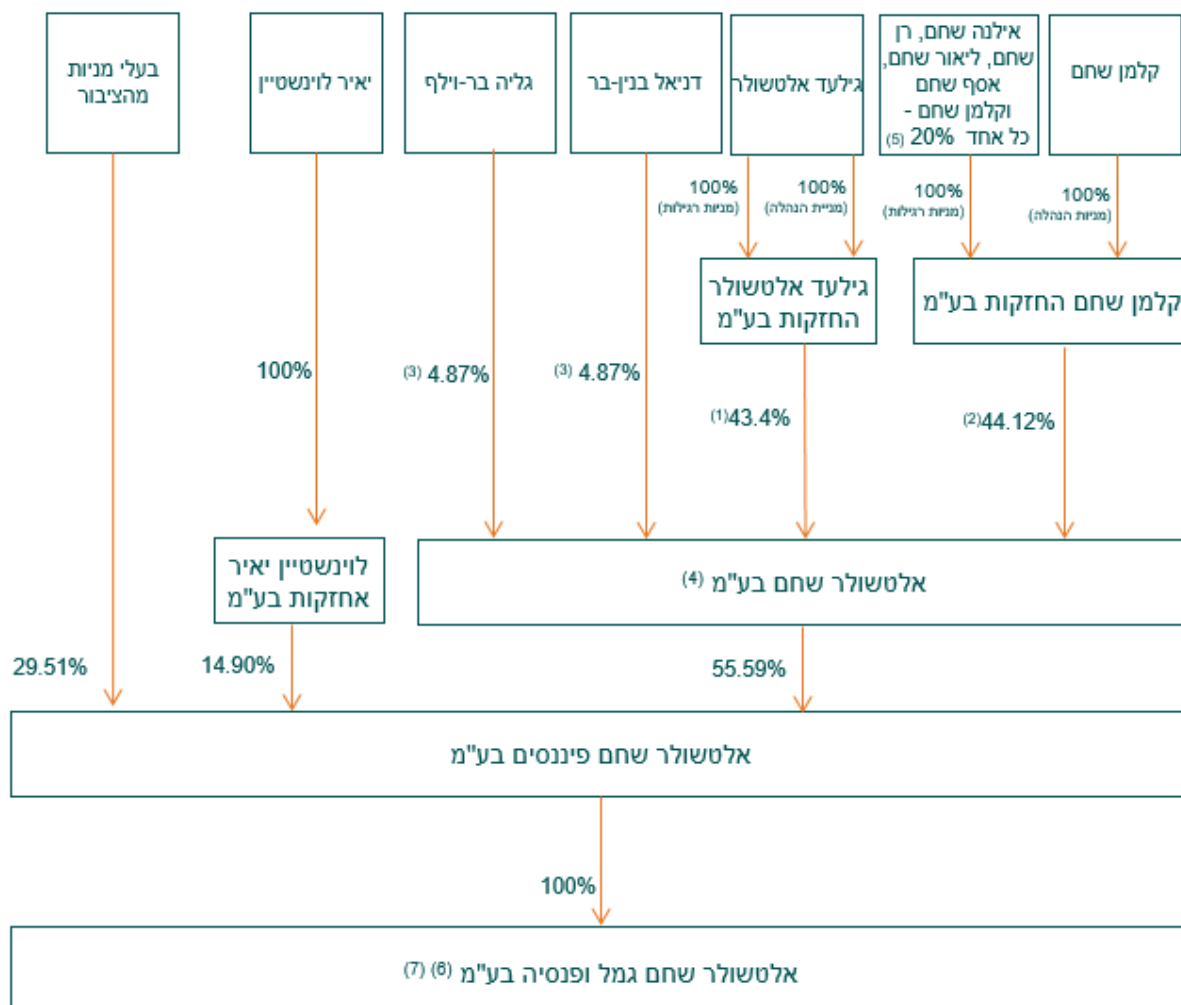 קלמן שחם
אילנה שחם, רן
שחם, ליאור שחם,
אסף שחם
וקלמן שחם -
כל אחד 20% (5)
גילעד אלטשולר
דניאל בנין-בר
גליה בר-וילף
יאיר לוינשטיין
בעלי מניות
מהציבור
100%
(מניות הנהלה)
100%
(מניות רגילות)
100%
(מניית הנהלה)
100%
(מניות רגילות)
קלמן שחם החזקות בע"מ
גילעד אלטשולר
החזקות בע"מ
(2)44.12%
(1)43.4%
(3) 4.87%
(3) 4.87%
100%
אלטשולר שחם בע"מ (4)
לוינשטיין יאיר
אחזקות בע"מ
55.59%
14.90%
29.51%
אלטשולר שחם פיננסים בע"מ
100%
אלטשולר שחם גמל ופנסיה בע"מ (6) (7)